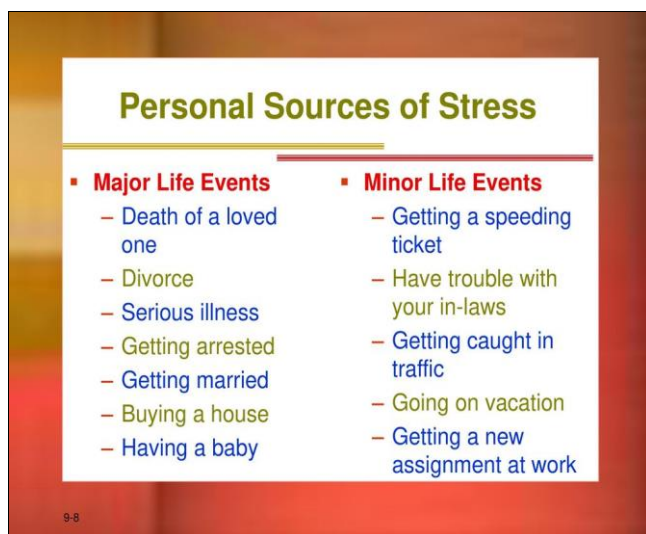 Personal Sources of Stress
▪ Major Life Events
– Death of a loved
one
– Divorce
– Serious illness
– Getting arrested
– Getting married
– Buying a house
– Having a baby
▪ Minor Life Events
– Getting a speeding
ticket
– Have trouble with
your in-laws
– Getting caught in
traffic
– Going on vacation
– Getting a new
assignment at work
9-8